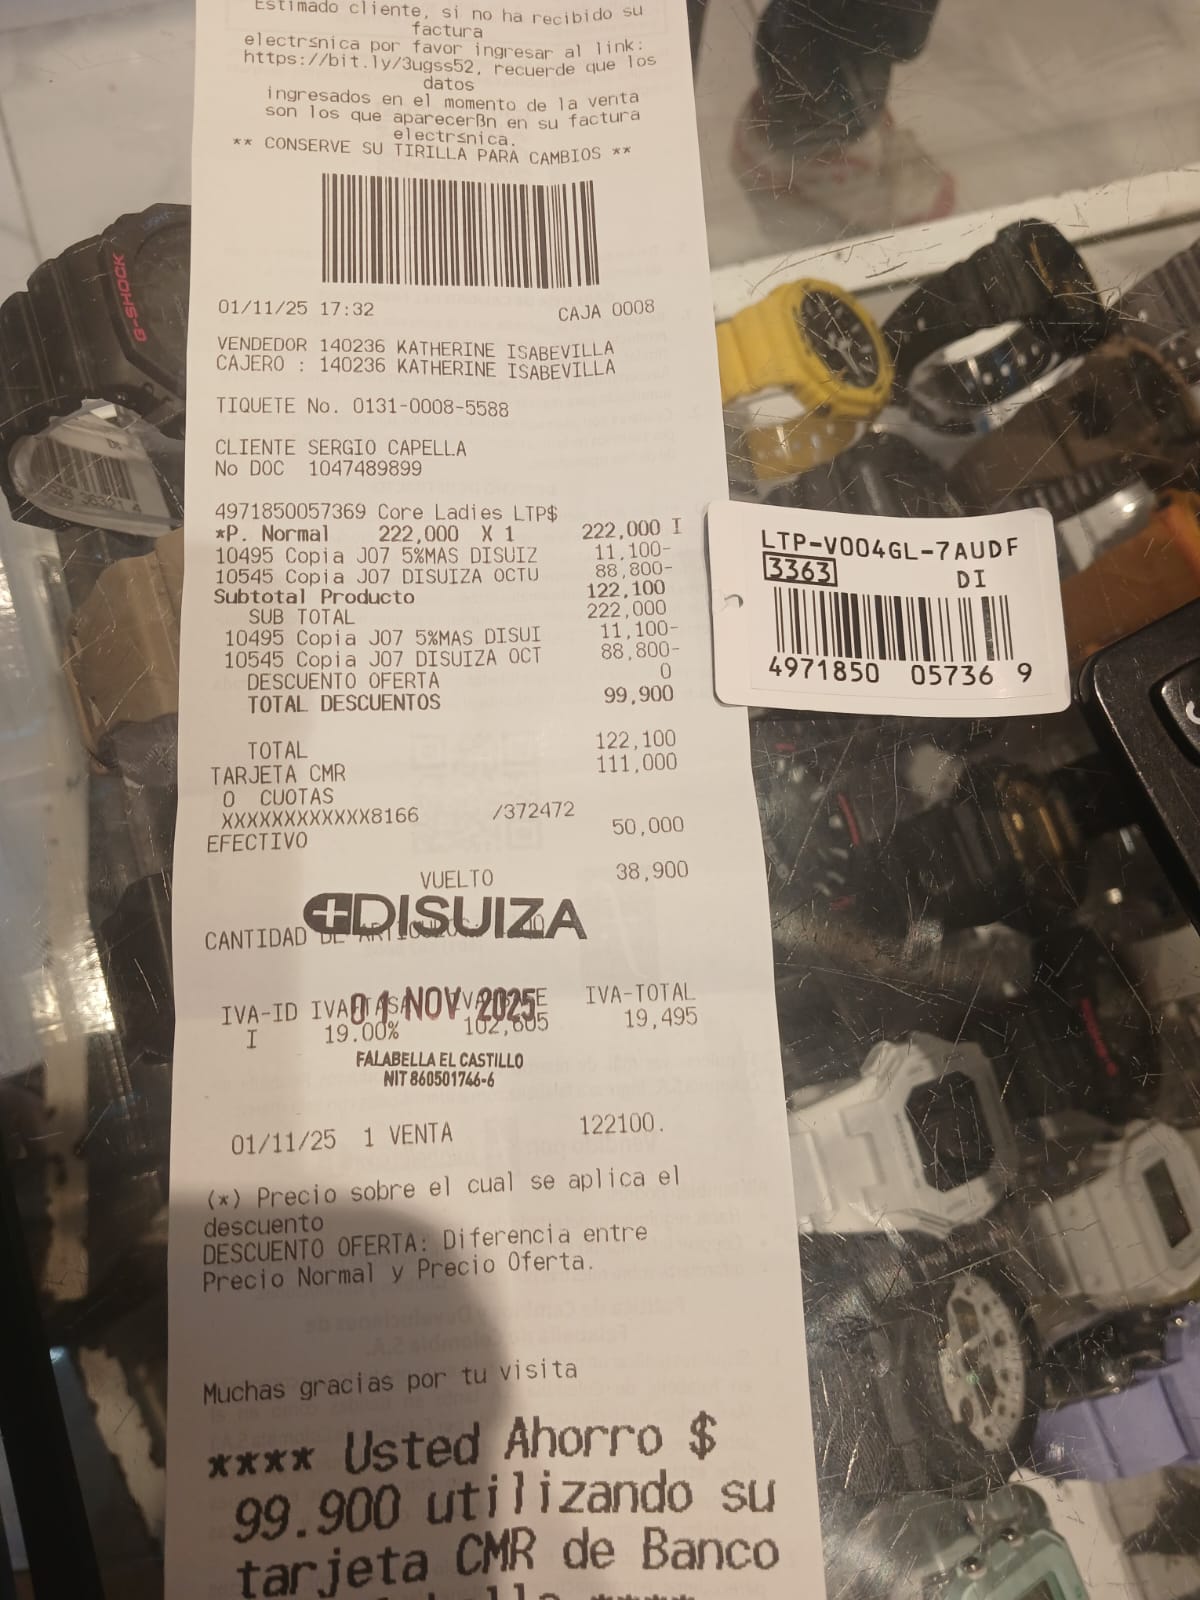 Estimado cliente, si no ha recibido su
factura
electr≤nica por favor ingresar al link:
https://bit.ly/3ugss52, recuerde que los
datos
ingresados en el momento de la venta
son los que aparecerßn en su factura
electr≤nica.
** CONSERVE SU TIRILLA PARA CAMBIOS **
G-SHOCK
01/11/25 17:32 CAJA 0008
VENDEDOR 140236 KATHERINE ISABEVILLA
CAJERO : 140236 KATHERINE ISABEVILLA
TIQUETE No. 0131-0008-5588
CLIENTE SERGIO CAPELLA
No DOC 1047489899
4971850057369 Core Ladies LTP$
*P. Normal 222,000 X 1 222,000 I
10495 Copia J07 5%MAS DISUIZ 11,100-
10545 Copia J07 DISUIZA OCTU 88,800-
Subtotal Producto 122,100
SUB TOTAL 222,000
10495 Copia J07 5%MAS DISUI 11,100-
10545 Copia J07 DISUIZA OCT 88,800-
DESCUENTO OFERTA 0
TOTAL DESCUENTOS 99,900
TOTAL 122,100
TARJETA CMR 111,000
0 CUOTAS
XXXXXXXXXXXX8166 /372472
EFECTIVO 50,000
VUELTO 38,900
DISUIZA
CANTIDAD DE ARTICULOS
01 NOV 2025
IVA-ID IVA-TASA IVA- E IVA-TOTAL
I 19.00% 102,605 19,495
FALABELLA EL CASTILLO
NIT 860501746-6
01/11/25 1 VENTA 122100.
(*) Precio sobre el cual se aplica el
descuento
DESCUENTO OFERTA: Diferencia entre
Precio Normal y Precio Oferta.
Muchas gracias por tu visita
**** Usted Ahorro $
99.900 utilizando su
tarjeta CMR de Banco
LTP-V004GL-7AUDF
3363 DI
4971850 05736 9